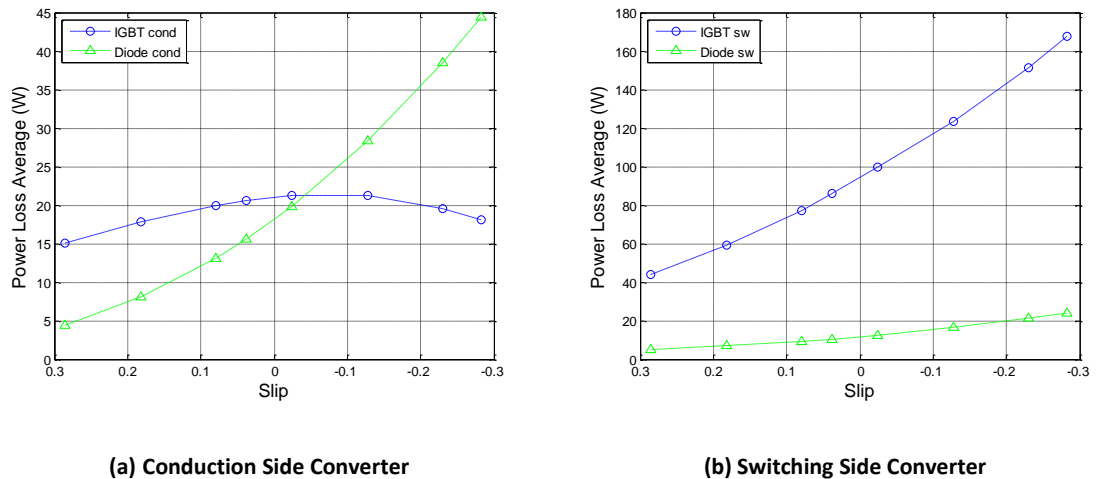 45
40
35
30
25
20
15
10
5
0
Power Loss Average (W)
IGBT cond
Diode cond
0.3 0.2 0.1 0 -0.1 -0.2 -0.3
Slip
(a) Conduction Side Converter
180
160
140
120
100
80
60
40
20
0
Power Loss Average (W)
IGBT sw
Diode sw
0.3 0.2 0.1 0 -0.1 -0.2 -0.3
Slip
(b) Switching Side Converter